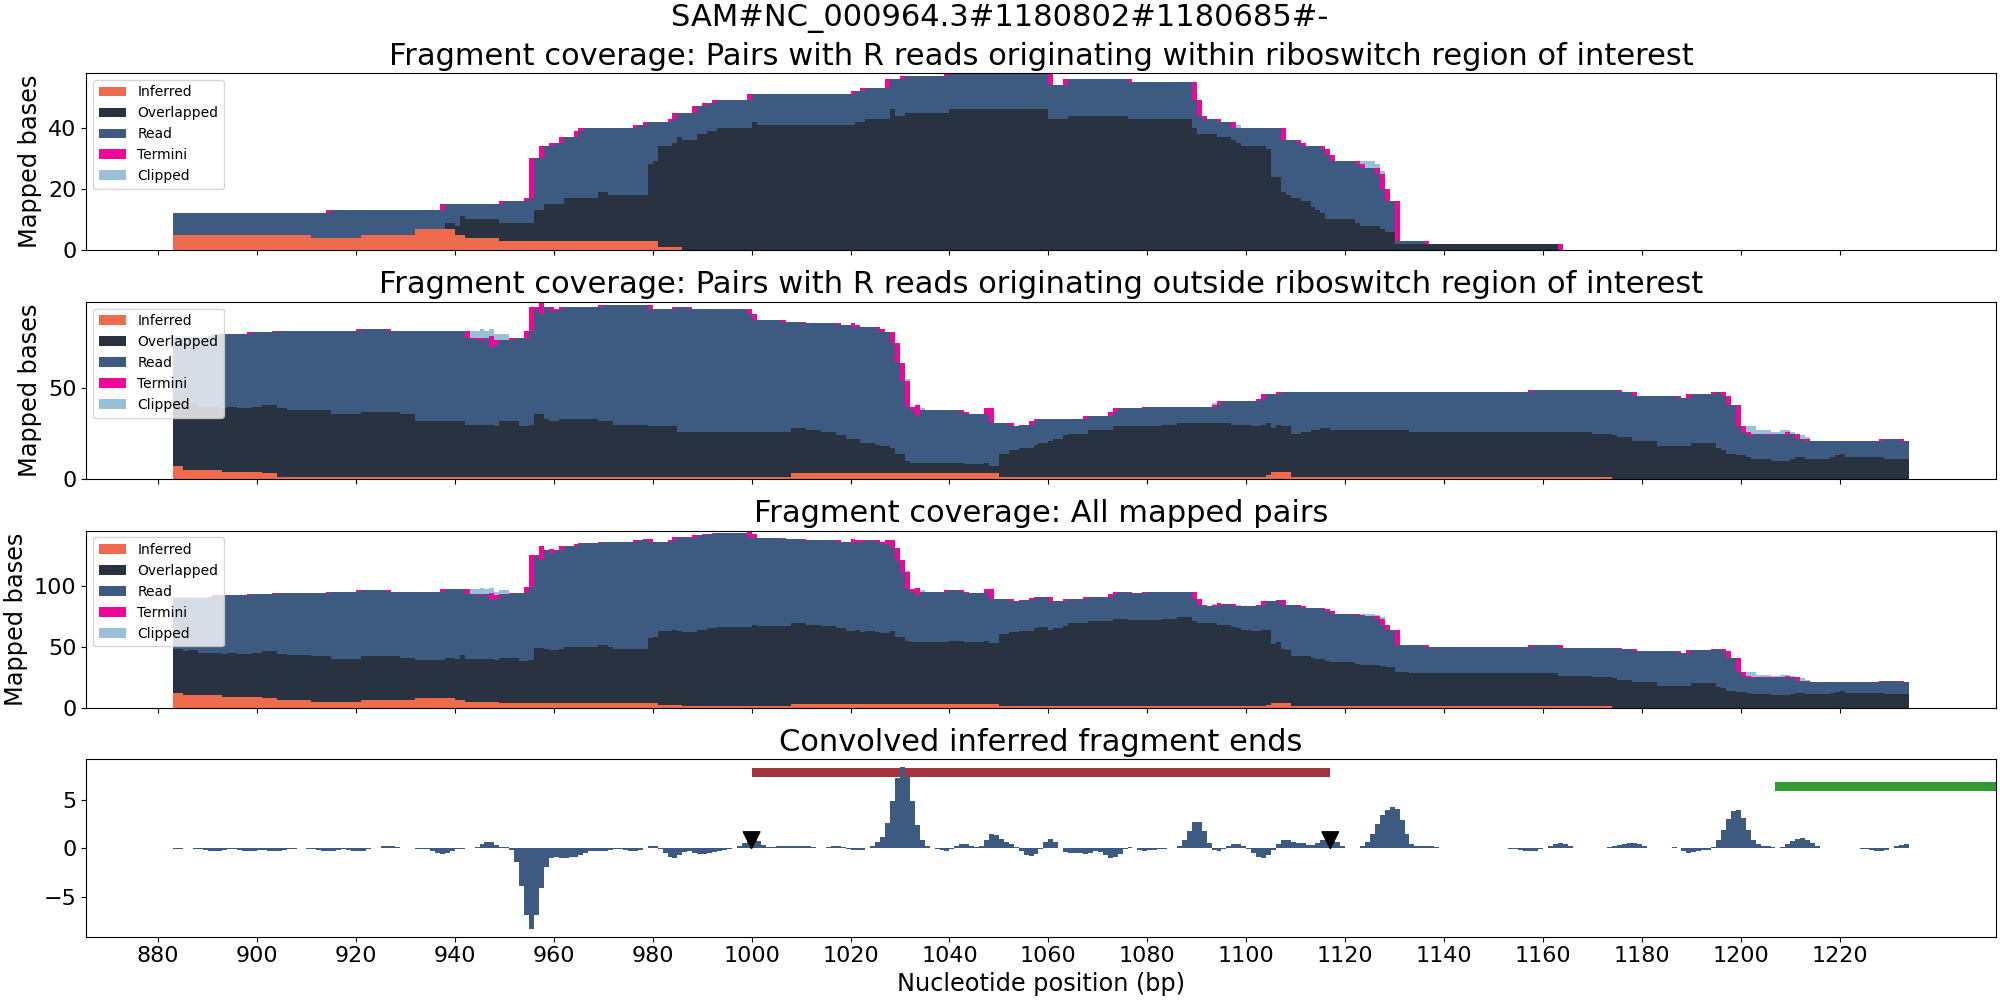 SAM#NC_000964.3#1180802#1180685#-
Fragment coverage: Pairs with R reads originating within riboswitch region of interest
Mapped bases
40
20
0
Inferred
Overlapped
Read
Termini
Clipped
Fragment coverage: Pairs with R reads originating outside riboswitch region of interest
Mapped bases
50
0
Inferred
Overlapped
Read
Termini
Clipped
Fragment coverage: All mapped pairs
Mapped bases
100
50
0
Inferred
Overlapped
Read
Termini
Clipped
Convolved inferred fragment ends
5
0
−5
880 900 920 940 960 980 1000 1020 1040 1060 1080 1100 1120 1140 1160 1180 1200 1220
Nucleotide position (bp)